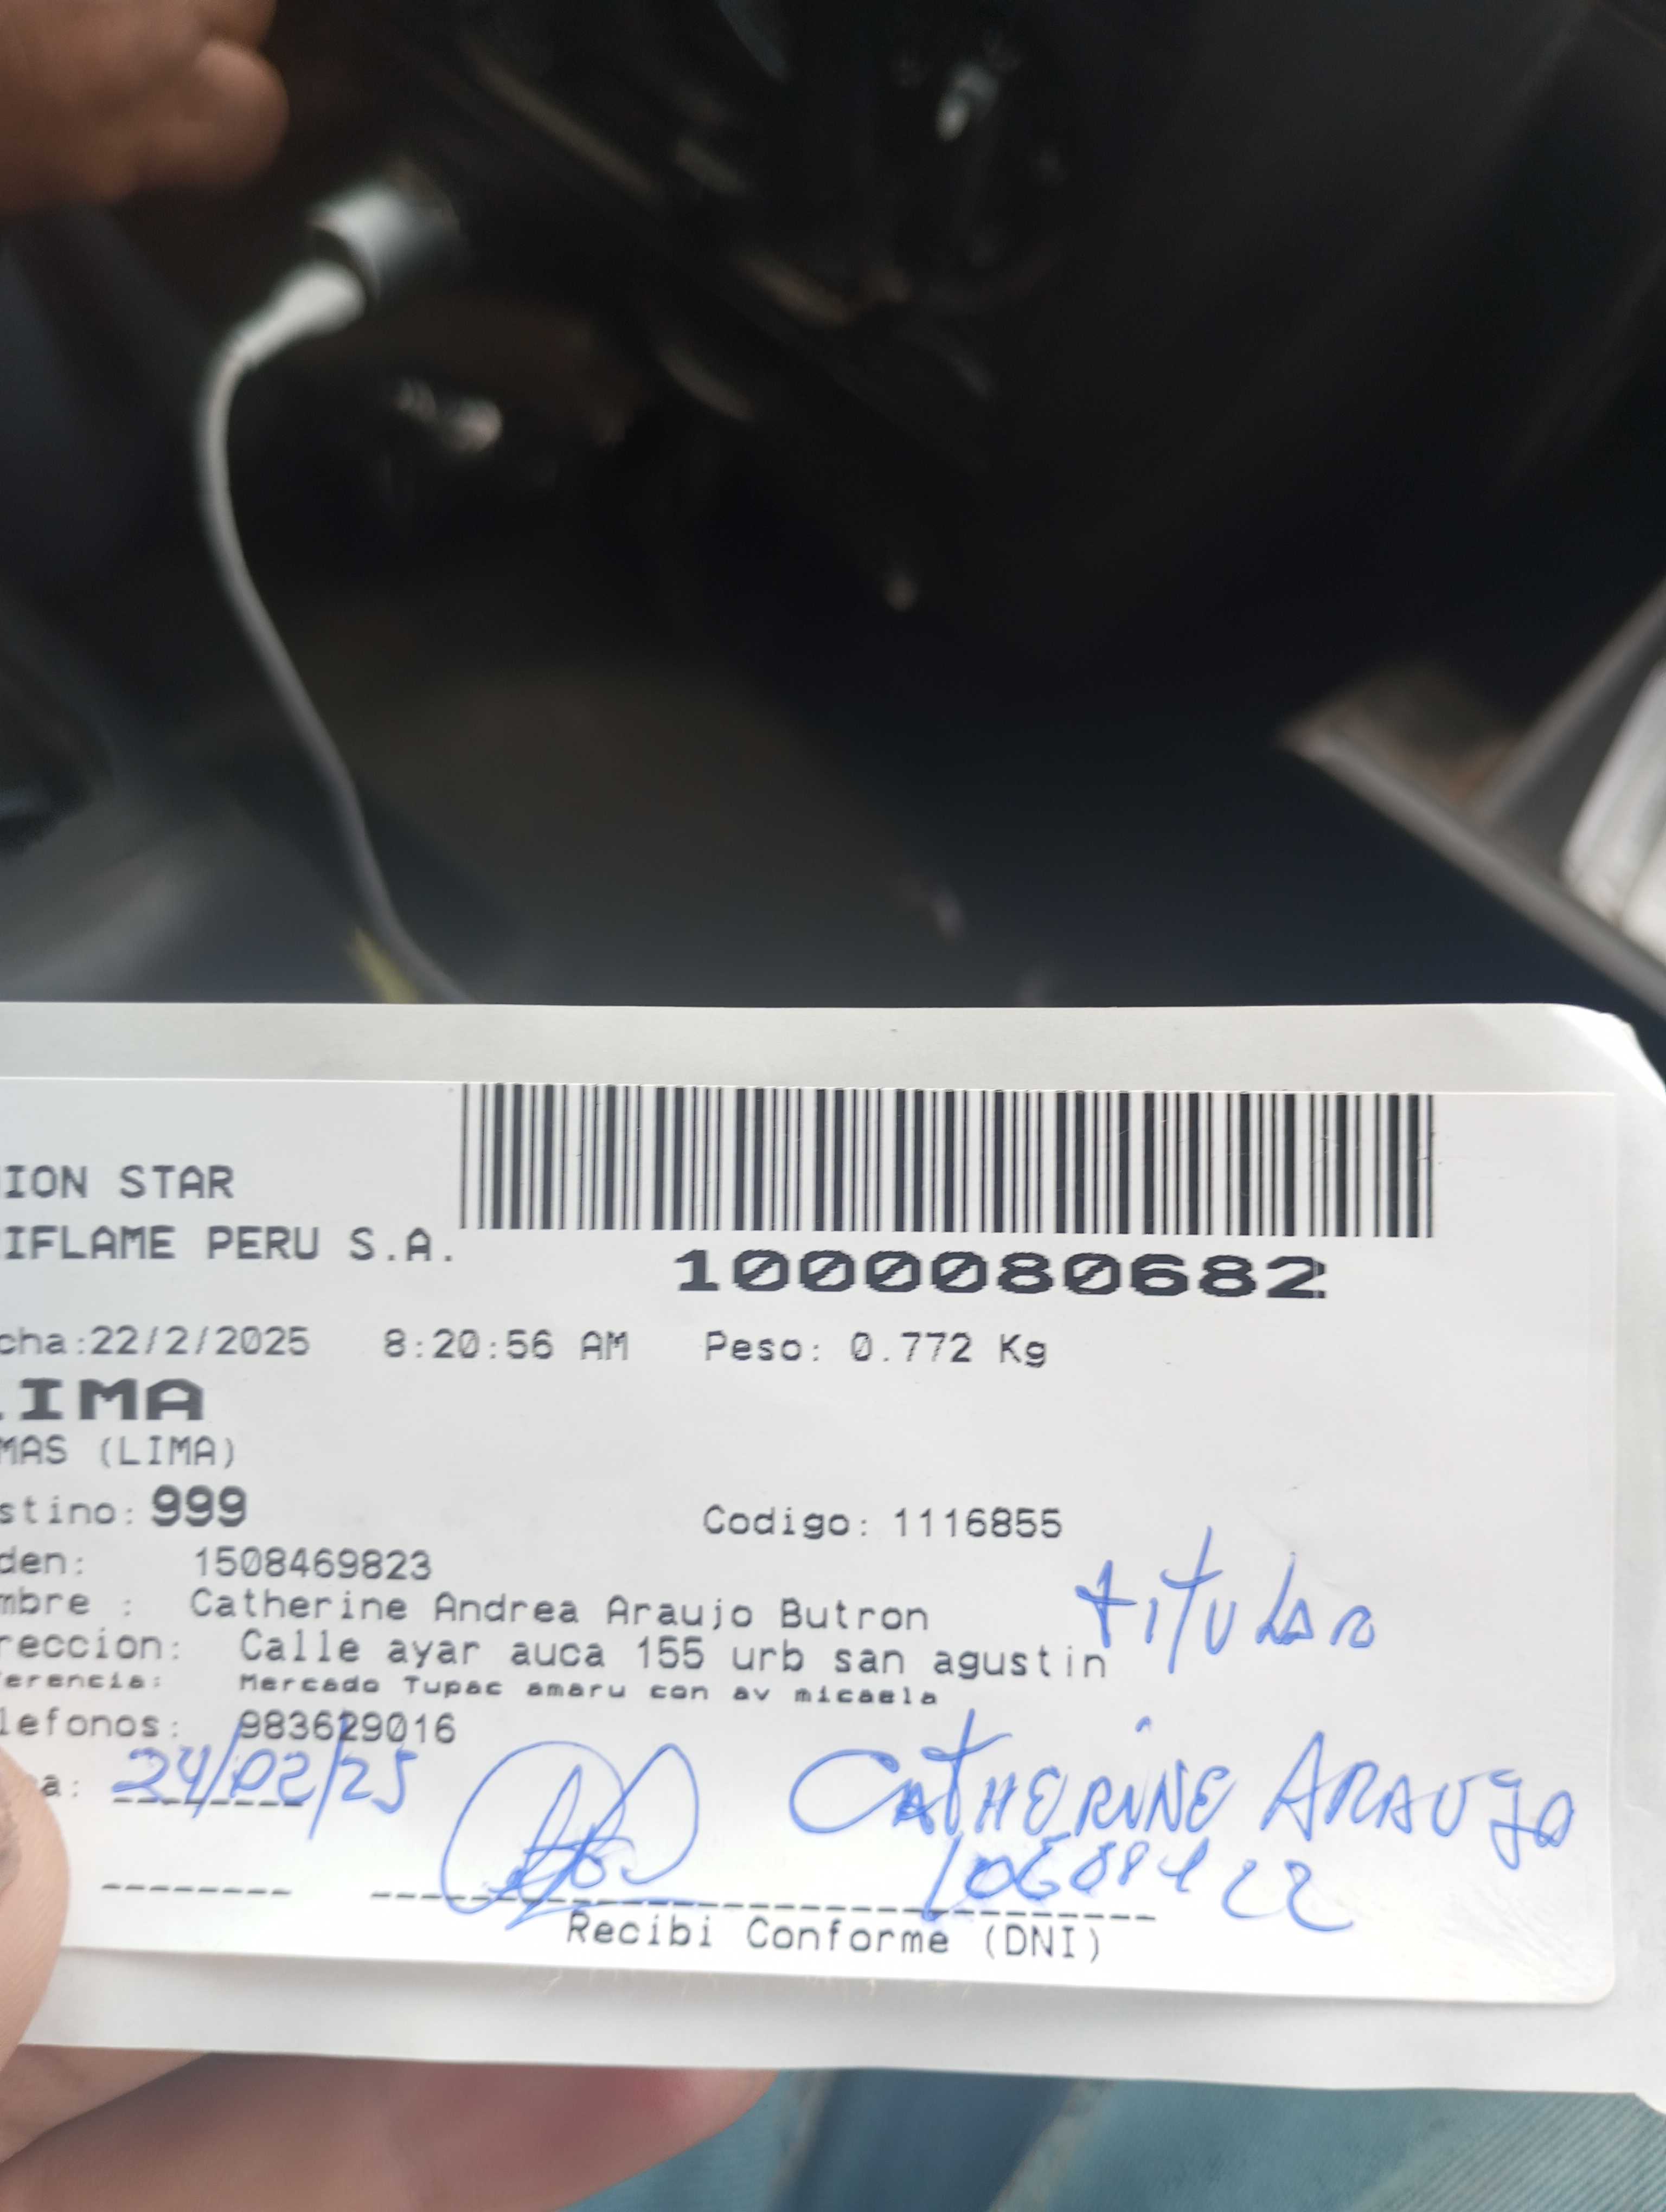 ION STAR
IFLAME PERU S.A.
1000080682
cha:22/2/2025 8:20:56 AM Peso: 0.772 Kg
IMA
MAS (LIMA)
stino: 999 Codigo: 1116855
den: 1508469823
mbre : Catherine Andrea Araujo Butron
titular
reccion: Calle ayar auca 155 urb san agustin
erencia: Mercado Tupac amaru con av micaela
lefonos: 983629016
a: 24/02/25 CATHERINE ARAUJO
Recibi Conforme (DNI)